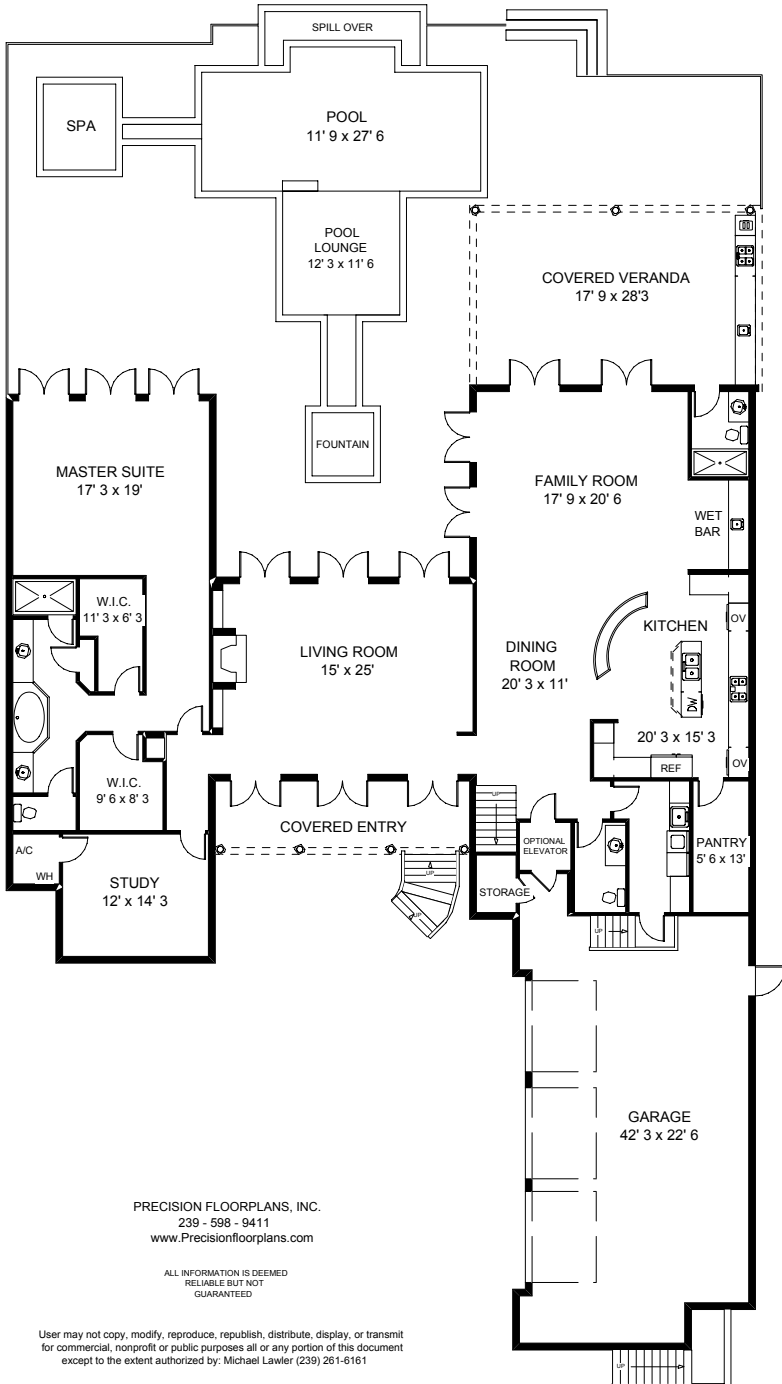 SPILL OVER
POOL
11' 9 x 27' 6
SPA
POOL
LOUNGE
12' 3 x 11' 6
COVERED VERANDA
17' 9 x 28'3
FOUNTAIN
MASTER SUITE
17' 3 x 19'
FAMILY ROOM
17' 9 x 20' 6
WET
BAR
W.I.C.
11' 3 x 6' 3
LIVING ROOM
15' x 25'
DINING
ROOM
20' 3 x 11'
KITCHEN
OV
DW
20' 3 x 15' 3
REF
OV
W.I.C.
9' 6 x 8' 3
COVERED ENTRY
UP
OPTIONAL
ELEVATOR
PANTRY
5' 6 x 13'
A/C
WH
STUDY
12' x 14' 3
UP
UP
STORAGE
UP
GARAGE
42' 3 x 22' 6
PRECISION FLOORPLANS, INC.
239 - 598 - 9411
www.Precisionfloorplans.com
ALL INFORMATION IS DEEMED
RELIABLE BUT NOT
GUARANTEED
User may not copy, modify, reproduce, republish, distribute, display, or transmit
for commercial, nonprofit or public purposes all or any portion of this document
except to the extent authorized by: Michael Lawler (239) 261-6161
UP